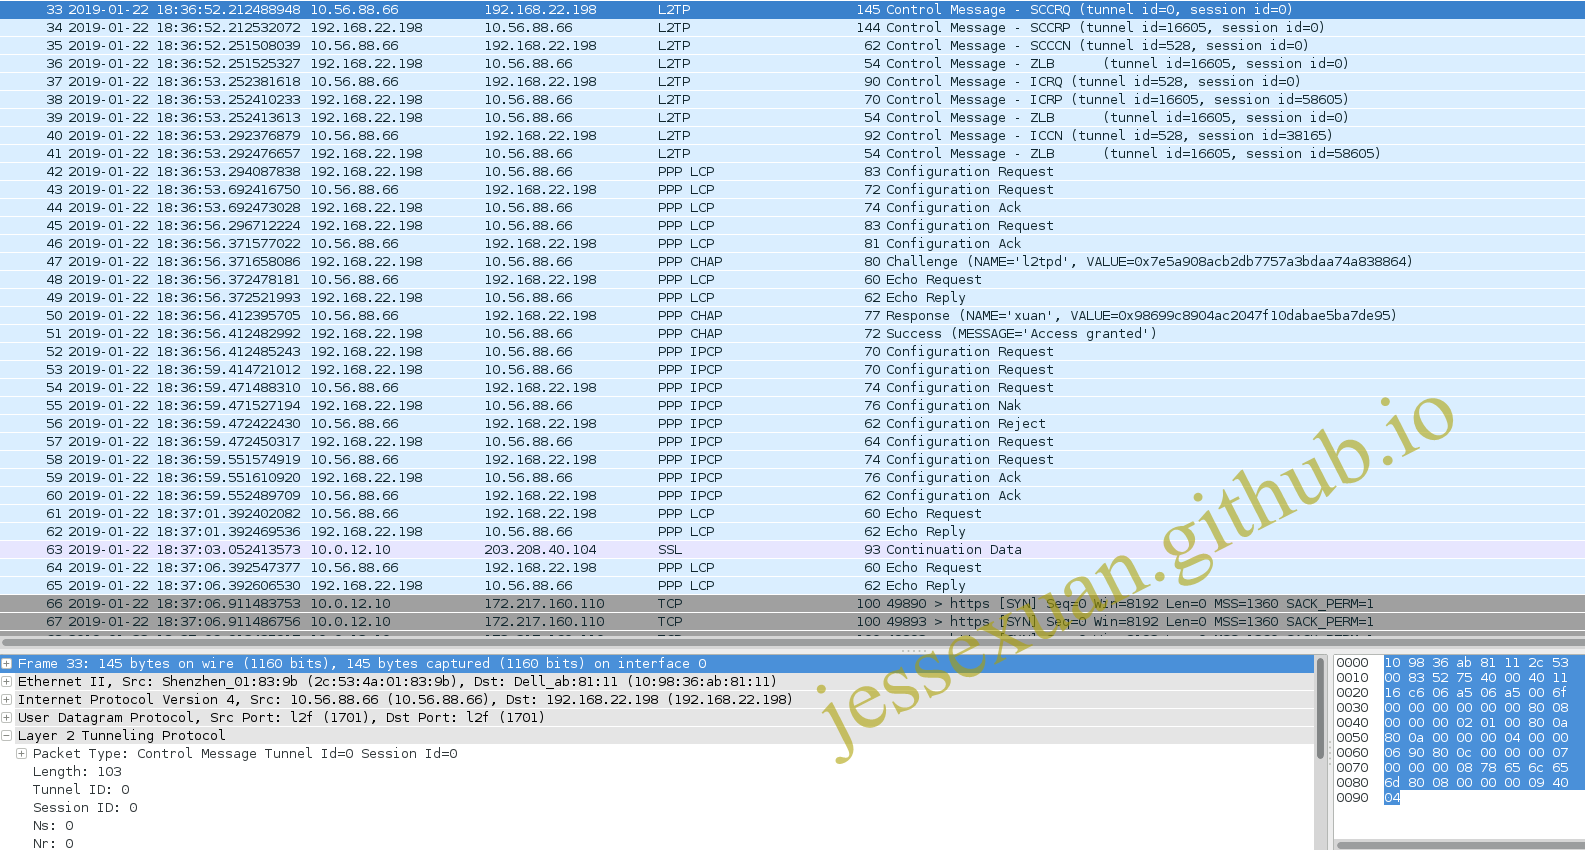 33 2019-01-22 18:36:52.212488948 10.56.88.66 192.168.22.198 L2TP 145 Control Message - SCCRQ (tunnel id=0, session id=0)
34 2019-01-22 18:36:52.212532072 192.168.22.198 10.56.88.66 L2TP 144 Control Message - SCCRP (tunnel id=16605, session id=0)
35 2019-01-22 18:36:52.251508039 10.56.88.66 192.168.22.198 L2TP 62 Control Message - SCCCN (tunnel id=528, session id=0)
36 2019-01-22 18:36:52.251525327 192.168.22.198 10.56.88.66 L2TP 54 Control Message - ZLB (tunnel id=16605, session id=0)
37 2019-01-22 18:36:53.252381618 10.56.88.66 192.168.22.198 L2TP 90 Control Message - ICRQ (tunnel id=528, session id=0)
38 2019-01-22 18:36:53.252410233 192.168.22.198 10.56.88.66 L2TP 70 Control Message - ICRP (tunnel id=16605, session id=58605)
39 2019-01-22 18:36:53.252413613 192.168.22.198 10.56.88.66 L2TP 54 Control Message - ZLB (tunnel id=16605, session id=0)
40 2019-01-22 18:36:53.292376879 10.56.88.66 192.168.22.198 L2TP 92 Control Message - ICCN (tunnel id=528, session id=38165)
41 2019-01-22 18:36:53.292476657 192.168.22.198 10.56.88.66 L2TP 54 Control Message - ZLB (tunnel id=16605, session id=58605)
42 2019-01-22 18:36:53.294087838 192.168.22.198 10.56.88.66 PPP LCP 83 Configuration Request
43 2019-01-22 18:36:53.692416750 10.56.88.66 192.168.22.198 PPP LCP 72 Configuration Request
44 2019-01-22 18:36:53.692473028 192.168.22.198 10.56.88.66 PPP LCP 74 Configuration Ack
45 2019-01-22 18:36:56.296712224 192.168.22.198 10.56.88.66 PPP LCP 83 Configuration Request
46 2019-01-22 18:36:56.371577022 10.56.88.66 192.168.22.198 PPP LCP 81 Configuration Ack
47 2019-01-22 18:36:56.371658086 192.168.22.198 10.56.88.66 PPP CHAP 80 Challenge (NAME='l2tpd', VALUE=0x7e5a908acb2db7757a3bdaa74a838864)
48 2019-01-22 18:36:56.372478181 10.56.88.66 192.168.22.198 PPP LCP 60 Echo Request
49 2019-01-22 18:36:56.372521993 192.168.22.198 10.56.88.66 PPP LCP 62 Echo Reply
50 2019-01-22 18:36:56.412395705 10.56.88.66 192.168.22.198 PPP CHAP 77 Response (NAME='xuan', VALUE=0x98699c8904ac2047f10dabae5ba7de95)
51 2019-01-22 18:36:56.412482992 192.168.22.198 10.56.88.66 PPP CHAP 72 Success (MESSAGE='Access granted')
52 2019-01-22 18:36:56.412485243 192.168.22.198 10.56.88.66 PPP IPCP 70 Configuration Request
53 2019-01-22 18:36:59.414721012 192.168.22.198 10.56.88.66 PPP IPCP 70 Configuration Request
54 2019-01-22 18:36:59.471488310 10.56.88.66 192.168.22.198 PPP IPCP 74 Configuration Request
55 2019-01-22 18:36:59.471527194 192.168.22.198 10.56.88.66 PPP IPCP 76 Configuration Nak
56 2019-01-22 18:36:59.472422430 10.56.88.66 192.168.22.198 PPP IPCP 62 Configuration Reject
57 2019-01-22 18:36:59.472450317 192.168.22.198 10.56.88.66 PPP IPCP 64 Configuration Request
58 2019-01-22 18:36:59.551574919 10.56.88.66 192.168.22.198 PPP IPCP 74 Configuration Request
59 2019-01-22 18:36:59.551610920 192.168.22.198 10.56.88.66 PPP IPCP 76 Configuration Ack
60 2019-01-22 18:36:59.552489709 10.56.88.66 192.168.22.198 PPP IPCP 62 Configuration Ack
61 2019-01-22 18:37:01.392402082 10.56.88.66 192.168.22.198 PPP LCP 60 Echo Request
62 2019-01-22 18:37:01.392469536 192.168.22.198 10.56.88.66 PPP LCP 62 Echo Reply
63 2019-01-22 18:37:03.052413573 10.0.12.10 203.208.40.104 SSL 93 Continuation Data
64 2019-01-22 18:37:06.392547377 10.56.88.66 192.168.22.198 PPP LCP 60 Echo Request
65 2019-01-22 18:37:06.392606530 192.168.22.198 10.56.88.66 PPP LCP 62 Echo Reply
66 2019-01-22 18:37:06.911483753 10.0.12.10 172.217.160.110 TCP 100 49890 > https [SYN] Seq=0 Win=8192 Len=0 MSS=1360 SACK_PERM=1
67 2019-01-22 18:37:06.911486756 10.0.12.10 172.217.160.110 TCP 100 49893 > https [SYN] Seq=0 Win=8192 Len=0 MSS=1360 SACK_PERM=1
jessexuan.github.io
Frame 33: 145 bytes on wire (1160 bits), 145 bytes captured (1160 bits) on interface 0
Ethernet II, Src: Shenzhen_01:83:9b (2c:53:4a:01:83:9b), Dst: Dell_ab:81:11 (10:98:36:ab:81:11)
Internet Protocol Version 4, Src: 10.56.88.66 (10.56.88.66), Dst: 192.168.22.198 (192.168.22.198)
User Datagram Protocol, Src Port: l2f (1701), Dst Port: l2f (1701)
Layer 2 Tunneling Protocol
Packet Type: Control Message Tunnel Id=0 Session Id=0
Length: 103
Tunnel ID: 0
Session ID: 0
Ns: 0
Nr: 0
0000 10 98 36 ab 81 11 2c 53
0010 00 83 52 75 40 00 40 11
0020 16 c6 06 a5 06 a5 00 6f
0030 00 00 00 00 00 00 80 08
0040 00 00 00 02 01 00 80 0a
0050 80 0a 00 00 00 04 00 00
0060 06 90 80 0c 00 00 00 07
0070 00 00 00 08 78 65 6c 65
0080 6d 80 08 00 00 00 09 40
0090 04